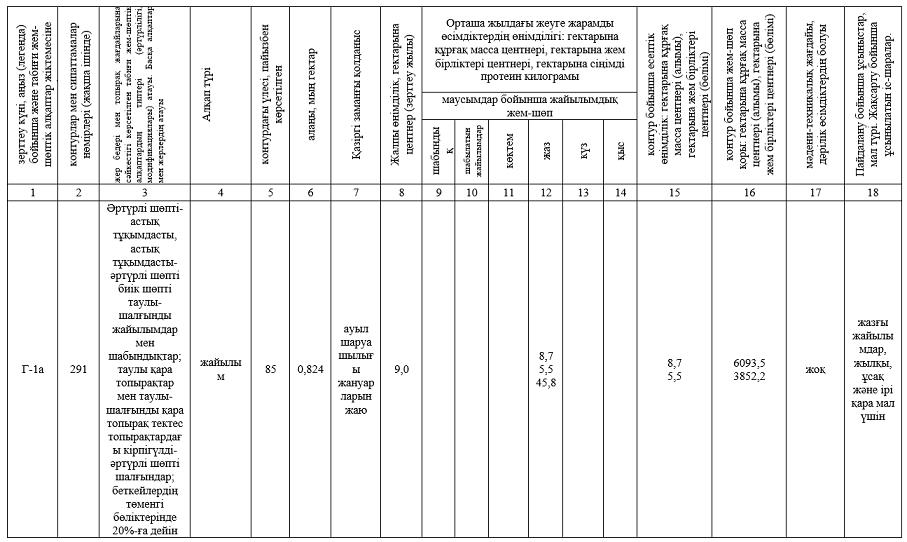 зерттеу күні, аңыз (легенда)
бойынша және табиғи жем-
шөптік алқаптар жіктемесіне
контурлар мен сипаттамалар
нөмірлері (жақша ішінде)
жер бедері мен топырақ жағдайларына
сәйкестігі көрсетілген табиғи жем-шөптік
алқаптардың типтері (әртүрлілігі,
модификациялары) атауы. Басқа алқаптар
мен жерлердің атауы
Алқап түрі
контурдағы үлесі, пайызбен
көрсетілген
алаңы, мың гектар
Қазіргі заманғы қолданыс
Жалпы өнімділік, гектарына
центнер (зерттеу жылы)
Орташа жылдағы жеуге жарамды
өсімдіктердің өнімділігі: гектарына
құрғақ масса центнері, гектарына жем
бірліктері центнері, гектарына сіңімді
протеин килограмы
маусымдар бойынша жайылымдық
жем-шөп
шабынды
қ
шабылатын
жайылымдар
көктем
жаз
күз
қыс
контур бойынша есептік
өнімділік: гектарына құрғақ
масса центнері (алымы),
гектарына жем бірліктері
центнері (бөлімі)
контур бойынша жем-шөп
қоры: гектарына құрғақ масса
центнері (алымы), гектарына
жем бірліктері центнері (бөлімі)
мәдени-техникалық жағдайы,
дәрілік өсімдіктердің болуы
Пайдалану бойынша ұсыныстар,
мал түрі. Жақсарту бойынша
ұсынылатын іс-шаралар.
1 2 3 4 5 6 7 8 9 10 11 12 13 14 15 16 17 18
Г-1а
291
Әртүрлі шөпті-
астық
тұқымдасты,
астық
тұқымдасты-
әртүрлі шөпті
биік шөпті
таулы-
шалғынды
жайылымдар
мен
шабындықтар;
таулы қара
топырақтар
мен таулы-
шалғынды қара
топырақ тектес
топырақтардағ
ы кірпігүлді-
әртүрлі шөпті
шалғындар;
беткейлердің
төменгі
бөліктерінде
20%-ға дейін
жайылы
м
85
0,824
ауыл
шаруа
шылығ
ы
жануар
ларын
жаю
9,0
8,7
5,5
45,8
8,7
5,5
6093,5
3852,2
жоқ
жазғы
жайылы
мдар,
жылқы,
ұсақ
және ірі
қара мал
үшін